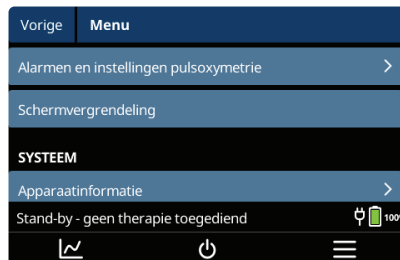 Vorige Menu
Alarmen en instellingen pulsoxymetrie
Schermvergrendeling
SYSTEEM
Apparaatinformatie
Stand-by - geen therapie toegediend 100%